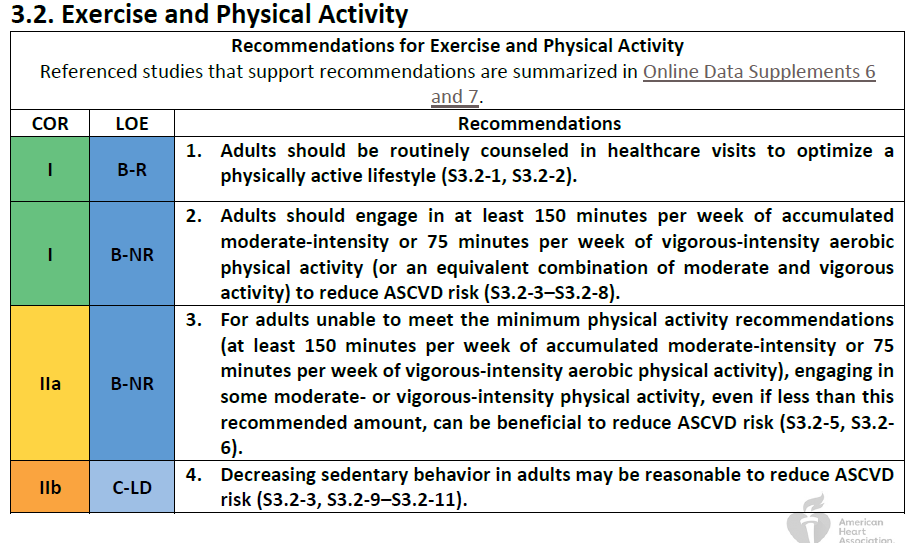 3.2. Exercise and Physical Activity
Recommendations for Exercise and Physical Activity
Referenced studies that support recommendations are summarized in Online Data Supplements 6
and 7.
COR LOE Recommendations
I B-R 1. Adults should be routinely counseled in healthcare visits to optimize a
physically active lifestyle (S3.2-1, S3.2-2).
I B-NR 2. Adults should engage in at least 150 minutes per week of accumulated
moderate-intensity or 75 minutes per week of vigorous-intensity aerobic
physical activity (or an equivalent combination of moderate and vigorous
activity) to reduce ASCVD risk (S3.2-3–S3.2-8).
IIa B-NR 3. For adults unable to meet the minimum physical activity recommendations
(at least 150 minutes per week of accumulated moderate-intensity or 75
minutes per week of vigorous-intensity aerobic physical activity), engaging in
some moderate- or vigorous-intensity physical activity, even if less than this
recommended amount, can be beneficial to reduce ASCVD risk (S3.2-5, S3.2-
6).
IIb C-LD 4. Decreasing sedentary behavior in adults may be reasonable to reduce ASCVD
risk (S3.2-3, S3.2-9–S3.2-11).
American
Heart
Association